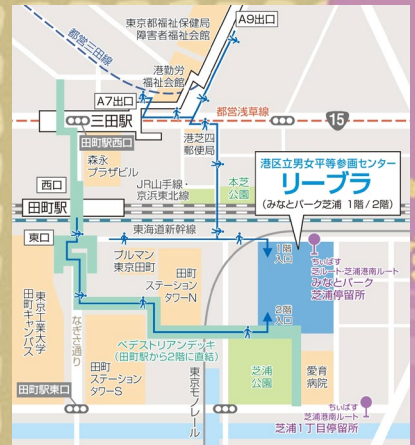 東京都福祉保健局
障害者福祉会館
A9出口
都営三田線
港勤労
福祉会館
A7出口
三田駅
都営浅草線
15
田町駅西口
港芝四
郵便局
森永
プラザビル
港区立男女平等参画センター
リーブラ
(みなとパーク芝浦 1階/2階)
西口
JR山手線・
京浜東北線
本芝
公園
田町駅
東口
東海道新幹線
1階
入口
ちぃばす
芝ルート・芝浦港南ルート
みなとパーク
芝浦停留所
プルマン
東京田町
田町
ステーション
タワーN
2階
入口
東京工業大学
田町キャンパス
なぎさ通り
ペデストリアンデッキ
(田町駅から2階に直結)
田町
ステーション
タワーS
東京モノレール
芝浦
公園
愛育
病院
田町駅東口
ちぃばす
芝浦港南ルート
芝浦1丁目停留所